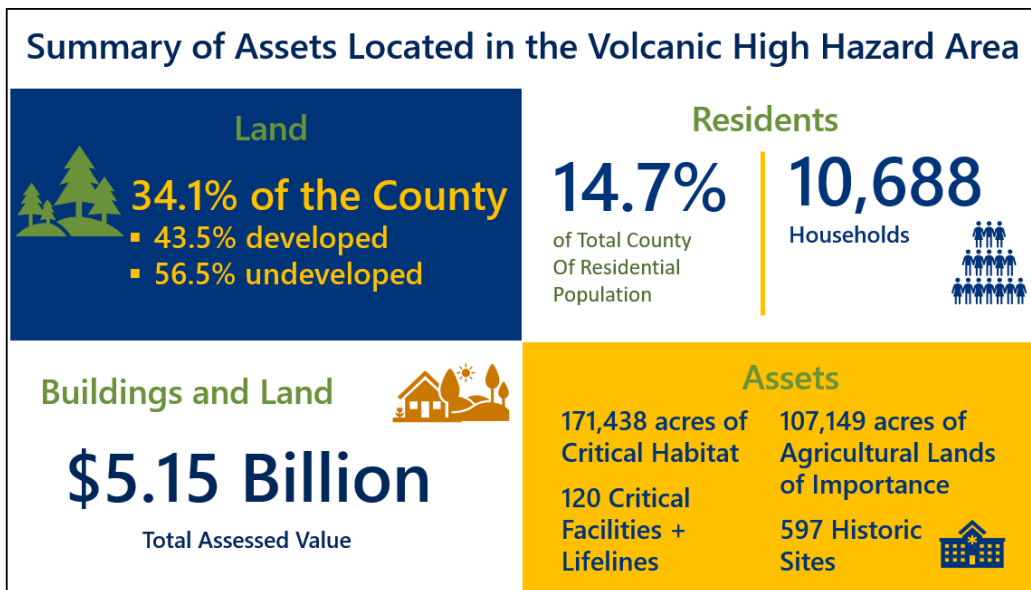 Summary of Assets Located in the Volcanic High Hazard Area
Land
34.1% of the County
▪ 43.5% developed
▪ 56.5% undeveloped
Residents
14.7%
of Total County
Of Residential
Population
10,688
Households
Buildings and Land
$5.15 Billion
Total Assessed Value
Assets
171,438 acres of
Critical Habitat
120 Critical
Facilities +
Lifelines
107,149 acres of
Agricultural Lands
of Importance
597 Historic
Sites